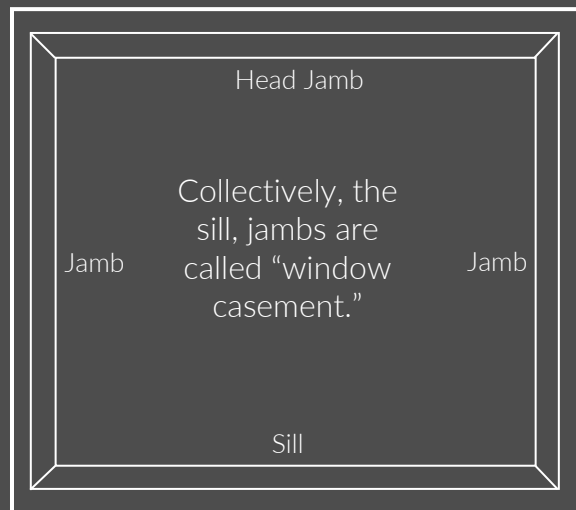 Head Jamb
Collectively, the
sill, jambs are
called “window
casement.”
Jamb
Jamb
Sill